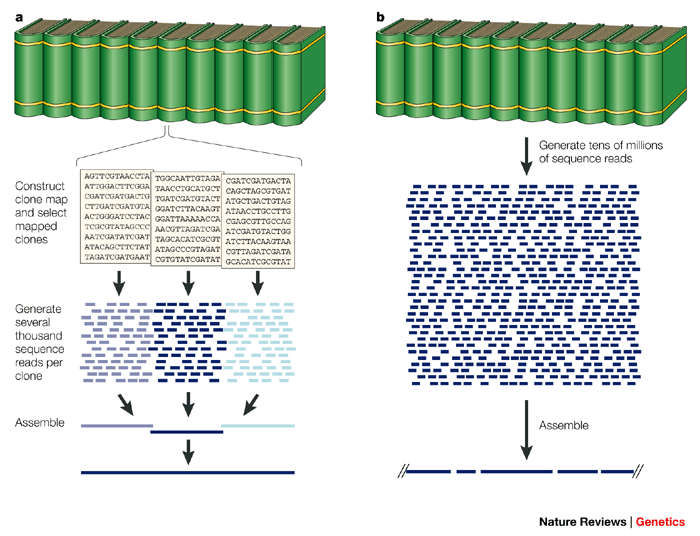 a
Construct
clone map
and select
mapped
clones
AGTTCGTAACCTA
ATTGGACTTCGGA
CGATCGATGACTG
CTTGATCGATGTA
ACTGGGATCCTAC
TCGCGTATAGCCC
AATCGATATCGAT
ATACAGCTTCTAT
TAGATCGATGAAT
TGGCAATTGTAGA
TAACCTGCATGCT
TGATCGATGTACT
GGATCTTACAAGT
GGATTAAAAACCA
AACGTTAGATCGA
TAGCACATCGCGT
ATAGCCCGTAGAT
CGTGTATCGATAT
CGATCGATGACTA
CAGCTAGCGTGAT
ATGCTGACTGTAG
ATAACCTGCCTTG
CGAGCGTTGCCAG
ATCGATGTACTGG
ATCTTACAAGTAA
CGTTAGATCGATA
GCACATCGCGTAT
Generate
several
thousand
sequence
reads per
clone
Assemble
b
Generate tens of millions
of sequence reads
Assemble
Nature Reviews | Genetics